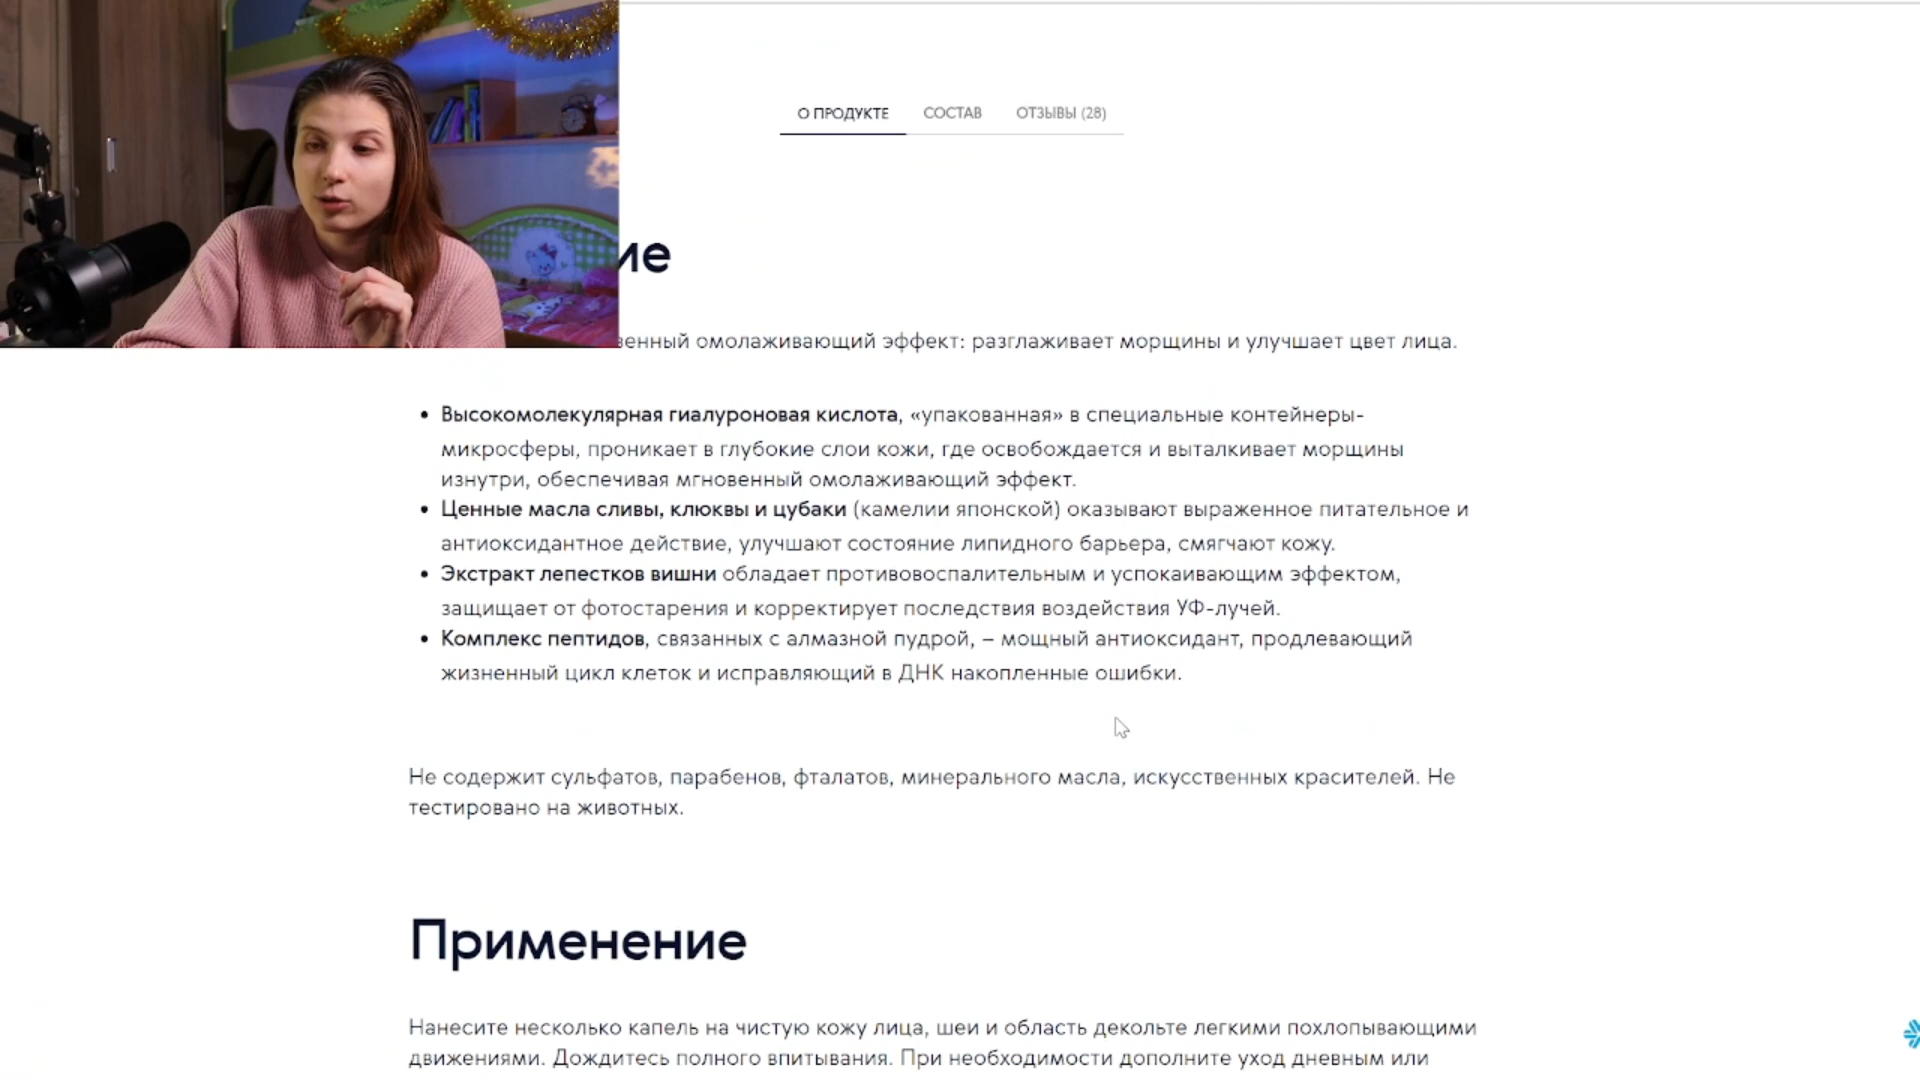 О ПРОДУКТЕ СОСТАВ ОТЗЫВЫ (28)
ие
венный омолаживающий эффект: разглаживает морщины и улучшает цвет лица.
• Высокомолекулярная гиалуроновая кислота, «упакованная» в специальные контейнеры-
микросферы, проникает в глубокие слои кожи, где освобождается и выталкивает морщины
изнутри, обеспечивая мгновенный омолаживающий эффект.
• Ценные масла сливы, клюквы и цубаки (камелии японской) оказывают выраженное питательное и
антиоксидантное действие, улучшают состояние липидного барьера, смягчают кожу.
• Экстракт лепестков вишни обладает противовоспалительным и успокаивающим эффектом,
защищает от фотостарения и корректирует последствия воздействия УФ-лучей.
• Комплекс пептидов, связанных с алмазной пудрой, – мощный антиоксидант, продлевающий
жизненный цикл клеток и исправляющий в ДНК накопленные ошибки.
Не содержит сульфатов, парабенов, фталатов, минерального масла, искусственных красителей. Не
тестировано на животных.
Применение
Нанесите несколько капель на чистую кожу лица, шеи и область декольте легкими похлопывающими
движениями. Дождитесь полного впитывания. При необходимости дополните уход дневным или